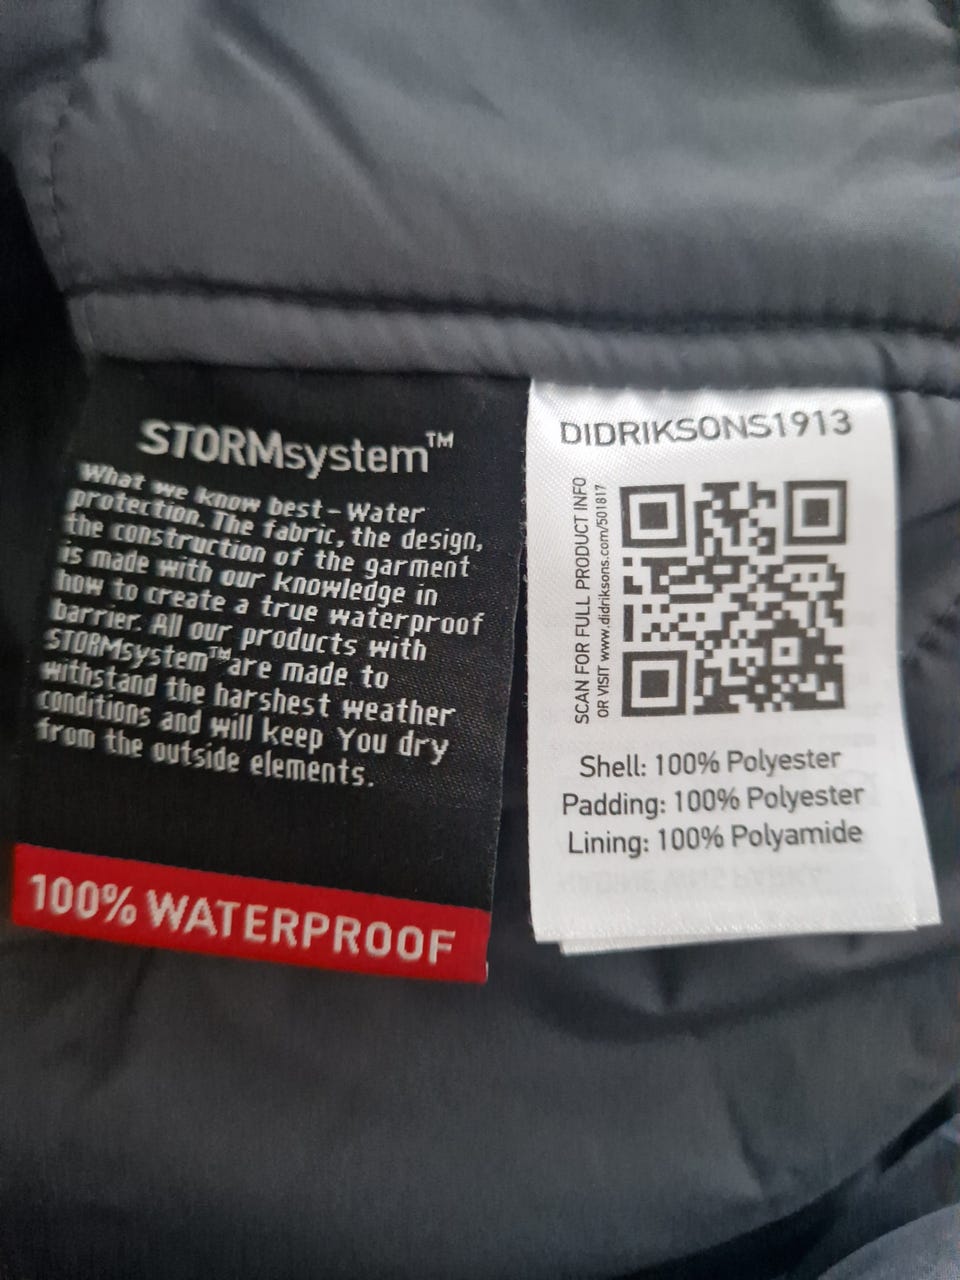 STORMsystem™
What we know best - Water
protection. The fabric, the design,
the construction of the garment
is made with our knowledge in
how to create a true waterproof
barrier. All our products with
STORMsystem™ are made to
withstand the harshest weather
conditions and will keep You dry
from the outside elements.
100% WATERPROOF
DIDRIKSONS1913
SCAN FOR FULL PRODUCT INFO
OR VISIT www.didriksons.com/501817
Shell: 100% Polyester
Padding: 100% Polyester
Lining: 100% Polyamide